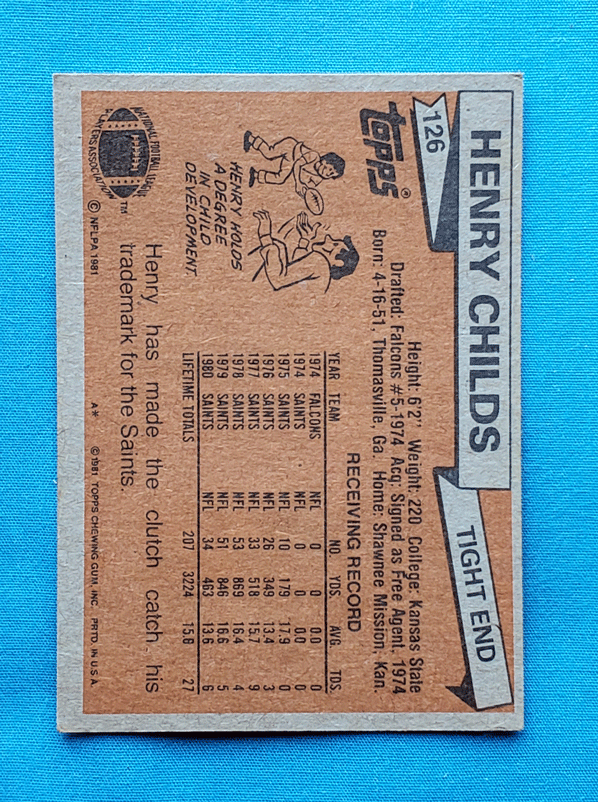 126
HENRY CHILDS
TIGHT END
topps®
Height: 6'2" Weight: 220 College: Kansas State
Drafted: Falcons #5-1974 Acq: Signed as Free Agent, 1974
Born: 4-16-51, Thomasville, Ga. Home: Shawnee Mission, Kan.
HENRY HOLDS
A DEGREE
IN CHILD
DEVELOPMENT.
RECEIVING RECORD
YEAR TEAM NO. YDS. AVG. TDS.
1974 FALCONS NFL 0 0 0.0 0
1974 SAINTS NFL 0 0 0.0 0
1975 SAINTS NFL 10 179 17.9 0
1976 SAINTS NFL 26 349 13.4 3
1977 SAINTS NFL 33 518 15.7 9
1978 SAINTS NFL 53 869 16.4 4
1979 SAINTS NFL 51 846 16.6 5
1980 SAINTS NFL 34 463 13.6 6
LIFETIME TOTALS 207 3224 15.6 27
Henry has made the clutch catch his
trademark for the Saints.
NATIONAL FOOTBALL LEAGUE
PLAYERS ASSOCIATION
TM
© NFLPA 1981
A* ©1981 TOPPS CHEWING GUM, INC. PRTD. IN U.S.A.